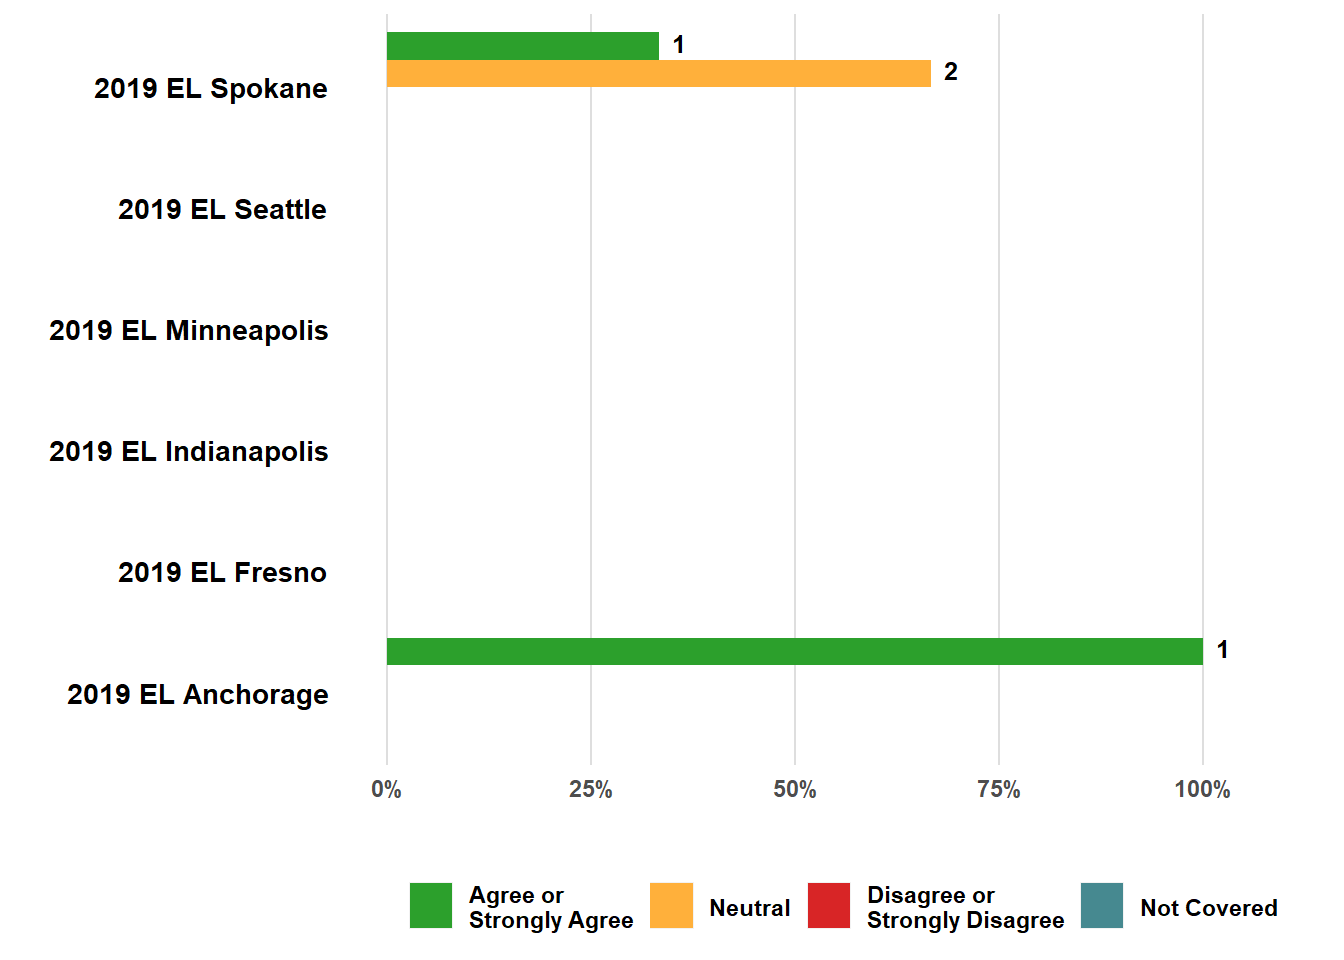 1
2
2019 EL Spokane
2019 EL Seattle
2019 EL Minneapolis
2019 EL Indianapolis
2019 EL Fresno
1
2019 EL Anchorage
0% 25% 50% 75% 100%
Agree or
Strongly Agree
Neutral
Disagree or
Strongly Disagree
Not Covered